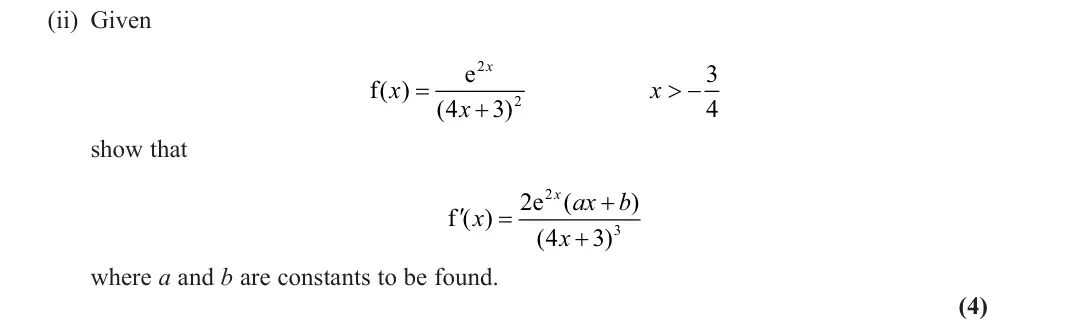 (ii) Given
f(x) = e^{2x} / (4x + 3)^2    x > −3/4
show that
f′(x) = 2e^{2x}(ax + b) / (4x + 3)^3
where a and b are constants to be found.
(4)